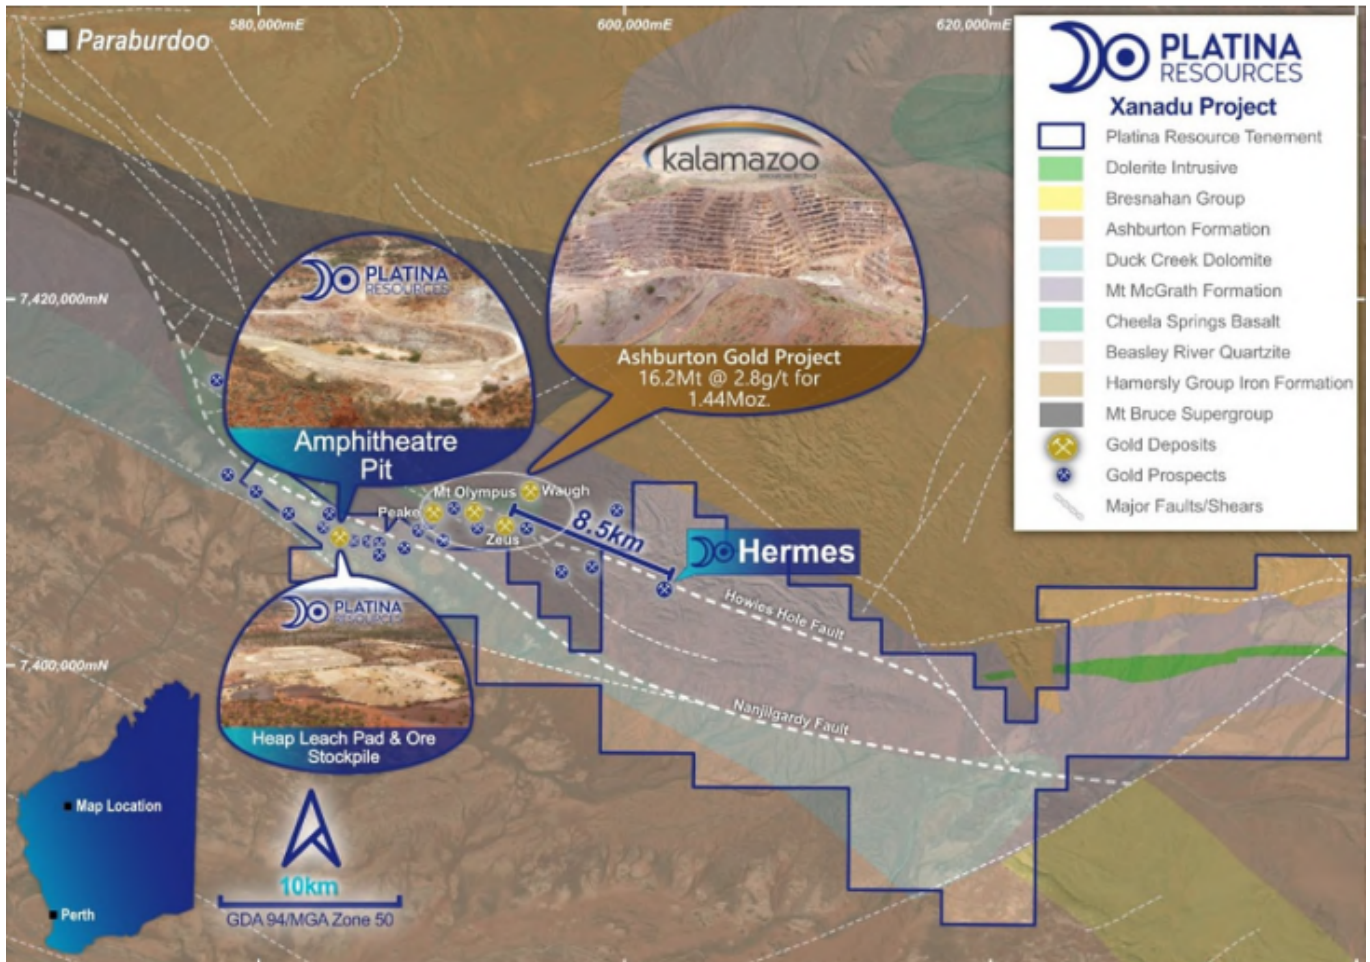 580,000mE
600,000mE
620,000mE
Paraburdoo
PLATINA
RESOURCES
Xanadu Project
Platina Resource Tenement
Dolerite Intrusive
Bresnahan Group
Ashburton Formation
Duck Creek Dolomite
Mt McGrath Formation
Cheela Springs Basalt
Beasley River Quartzite
Hamersly Group Iron Formation
Mt Bruce Supergroup
Gold Deposits
Gold Prospects
Major Faults/Shears
kalamazoo
Ashburton Gold Project
16.2Mt @ 2.8g/t for
1.44Moz.
7,420,000mN
PLATINA
RESOURCES
Amphitheatre
Pit
Mt Olympus
Waugh
Peake
Zeus
8.5km
Hermes
Howies Hole Fault
Nanjilgardy Fault
7,400,000mN
PLATINA
RESOURCES
Heap Leach Pad & Ore
Stockpile
Map Location
Perth
10km
GDA 94/MGA Zone 50